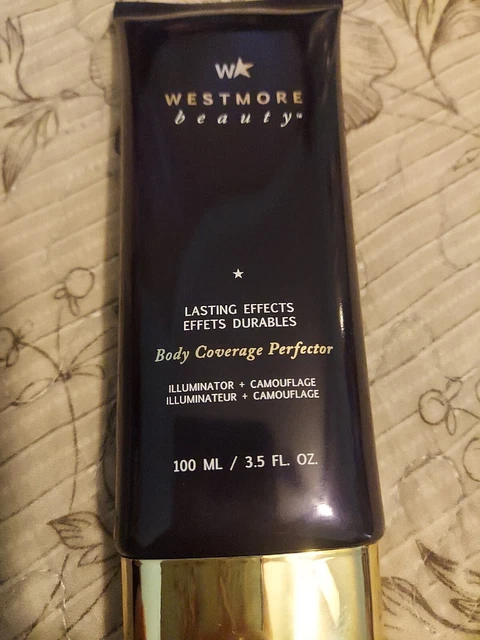 W★
WESTMORE
beauty™
★
LASTING EFFECTS
EFFETS DURABLES
Body Coverage Perfector
ILLUMINATOR + CAMOUFLAGE
ILLUMINATEUR + CAMOUFLAGE
100 ML / 3.5 FL. OZ.